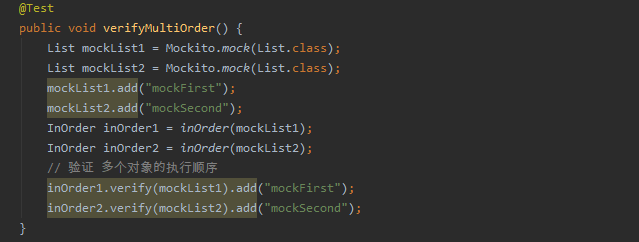 @Test
public void verifyMultiOrder() {
List mockList1 = Mockito.mock(List.class);
List mockList2 = Mockito.mock(List.class);
mockList1.add("mockFirst");
mockList2.add("mockSecond");
InOrder inOrder1 = inOrder(mockList1);
InOrder inOrder2 = inOrder(mockList2);
// 验证 多个对象的执行顺序
inOrder1.verify(mockList1).add("mockFirst");
inOrder2.verify(mockList2).add("mockSecond");
}